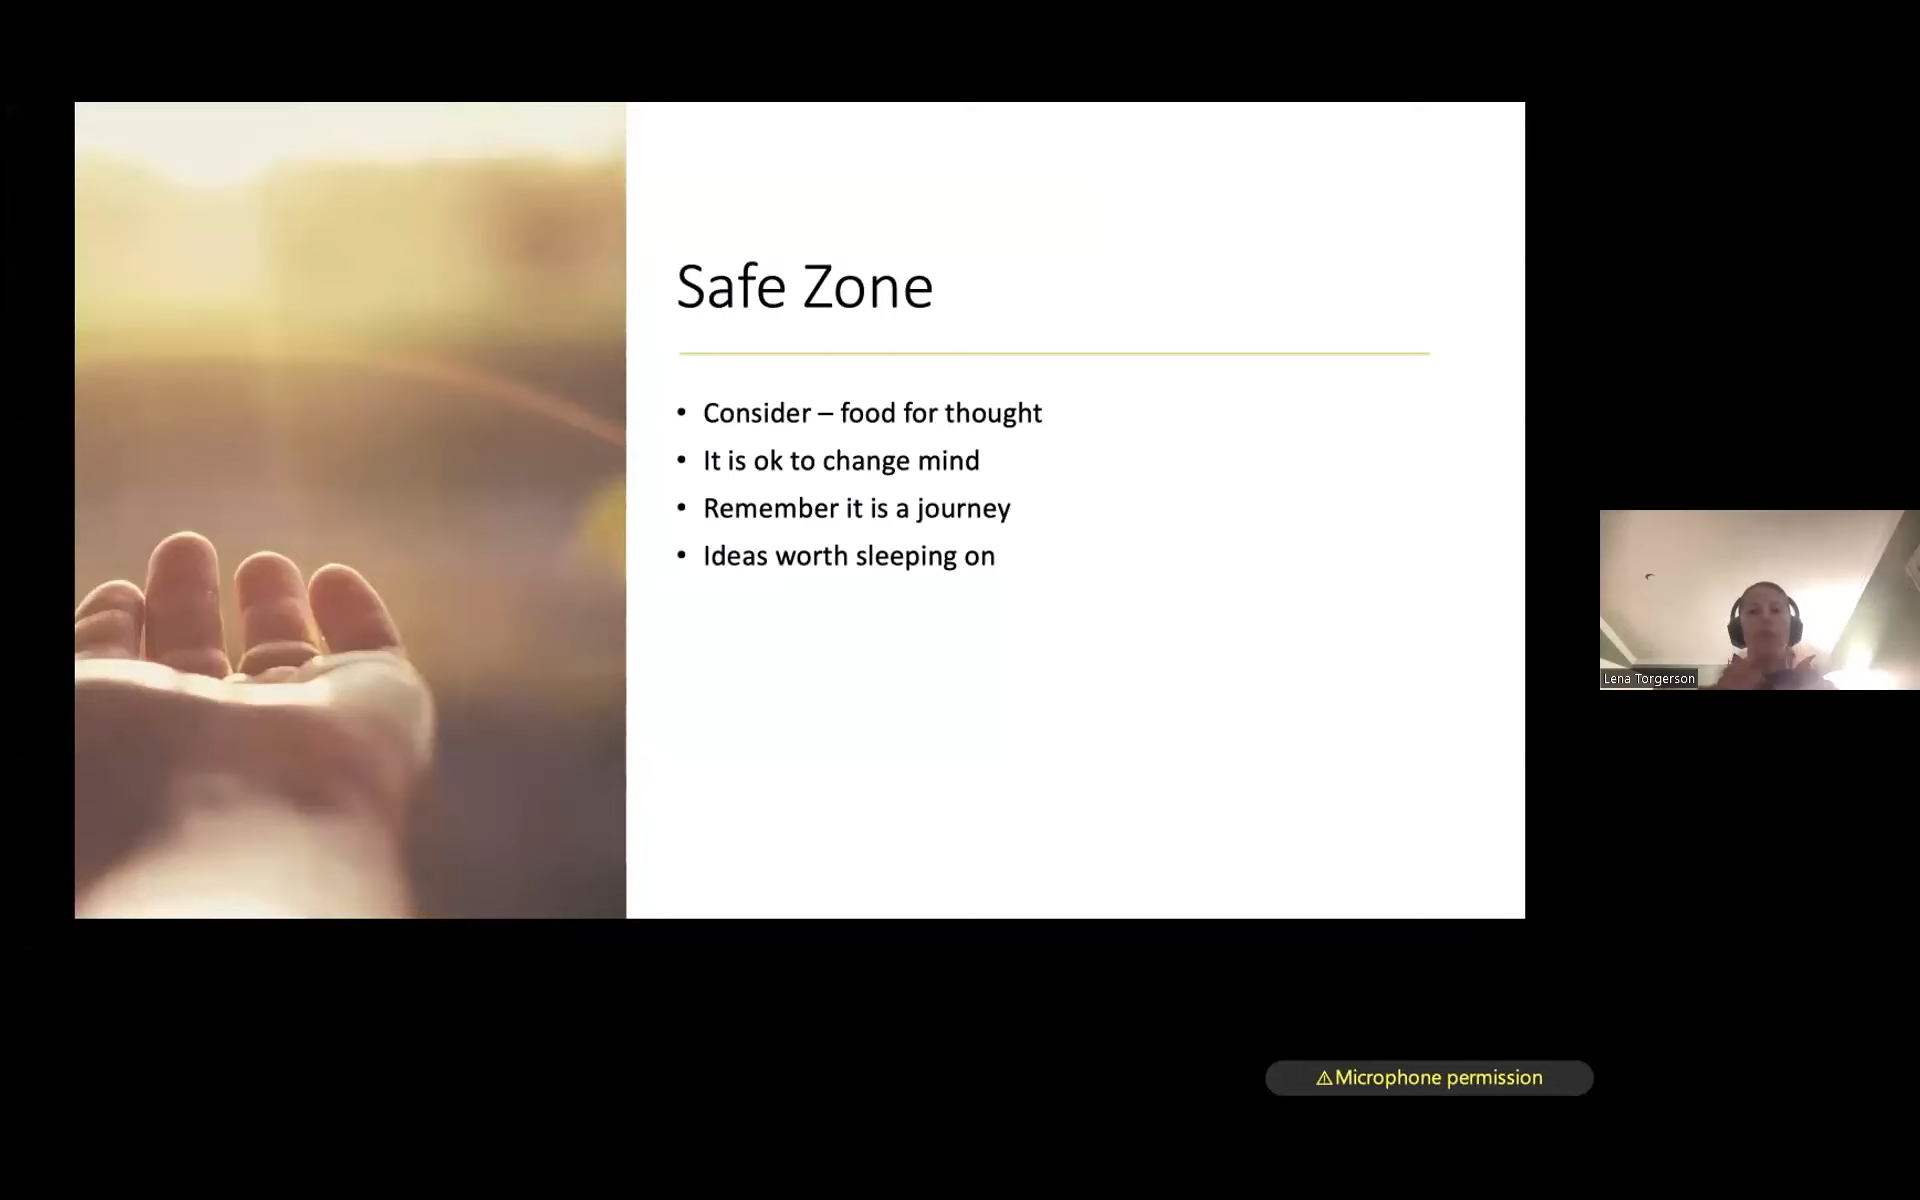 Safe Zone
• Consider – food for thought
• It is ok to change mind
• Remember it is a journey
• Ideas worth sleeping on
Lena Torgerson
⚠Microphone permission